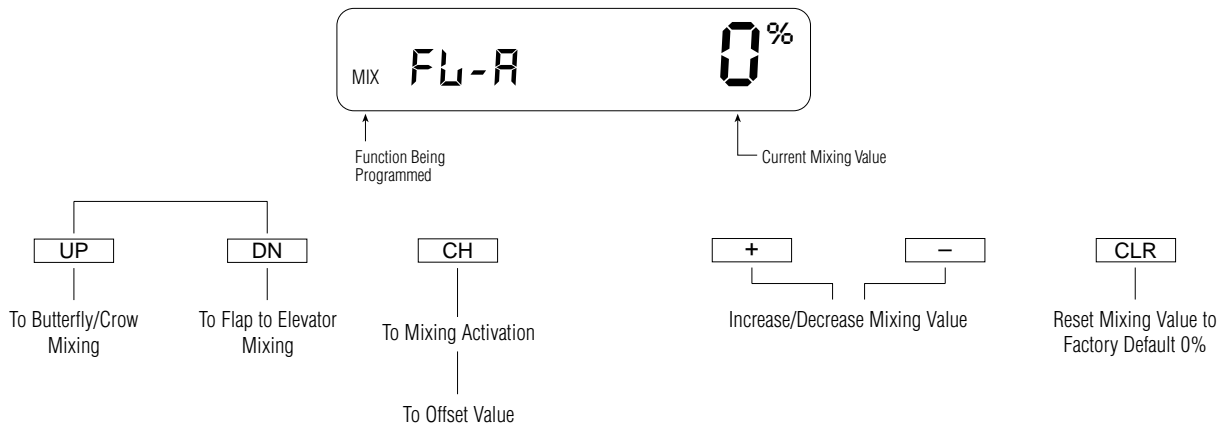 MIX FL-A 0%
Function Being
Programmed
Current Mixing Value
UP
DN
CH
+
–
CLR
To Butterfly/Crow
Mixing
To Flap to Elevator
Mixing
To Mixing Activation
Increase/Decrease Mixing Value
Reset Mixing Value to
Factory Default 0%
To Offset Value